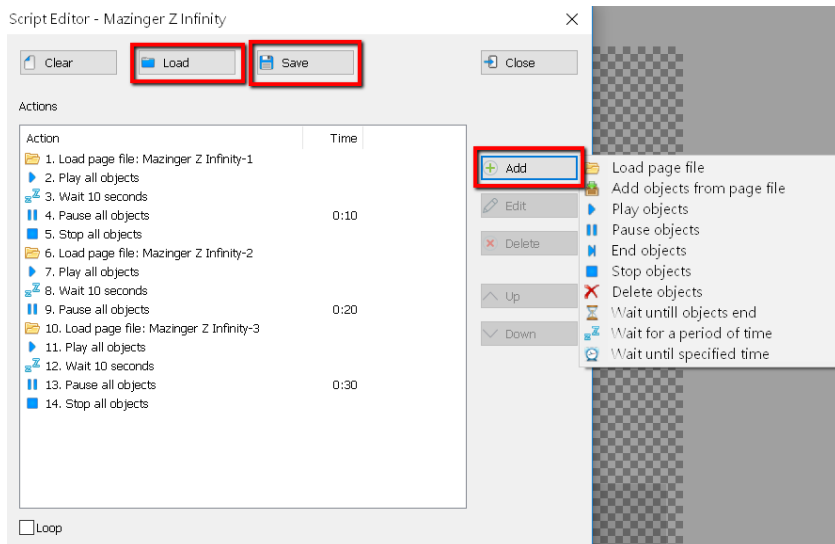 Script Editor - Mazinger Z Infinity
Clear
Load
Save
Close
Actions
Action Time
1. Load page file: Mazinger Z Infinity-1
2. Play all objects
3. Wait 10 seconds
4. Pause all objects 0:10
5. Stop all objects
6. Load page file: Mazinger Z Infinity-2
7. Play all objects
8. Wait 10 seconds
9. Pause all objects 0:20
10. Load page file: Mazinger Z Infinity-3
11. Play all objects
12. Wait 10 seconds
13. Pause all objects 0:30
14. Stop all objects
Add
Edit
Delete
Up
Down
Load page file
Add objects from page file
Play objects
Pause objects
End objects
Stop objects
Delete objects
Wait untill objects end
Wait for a period of time
Wait until specified time
Loop